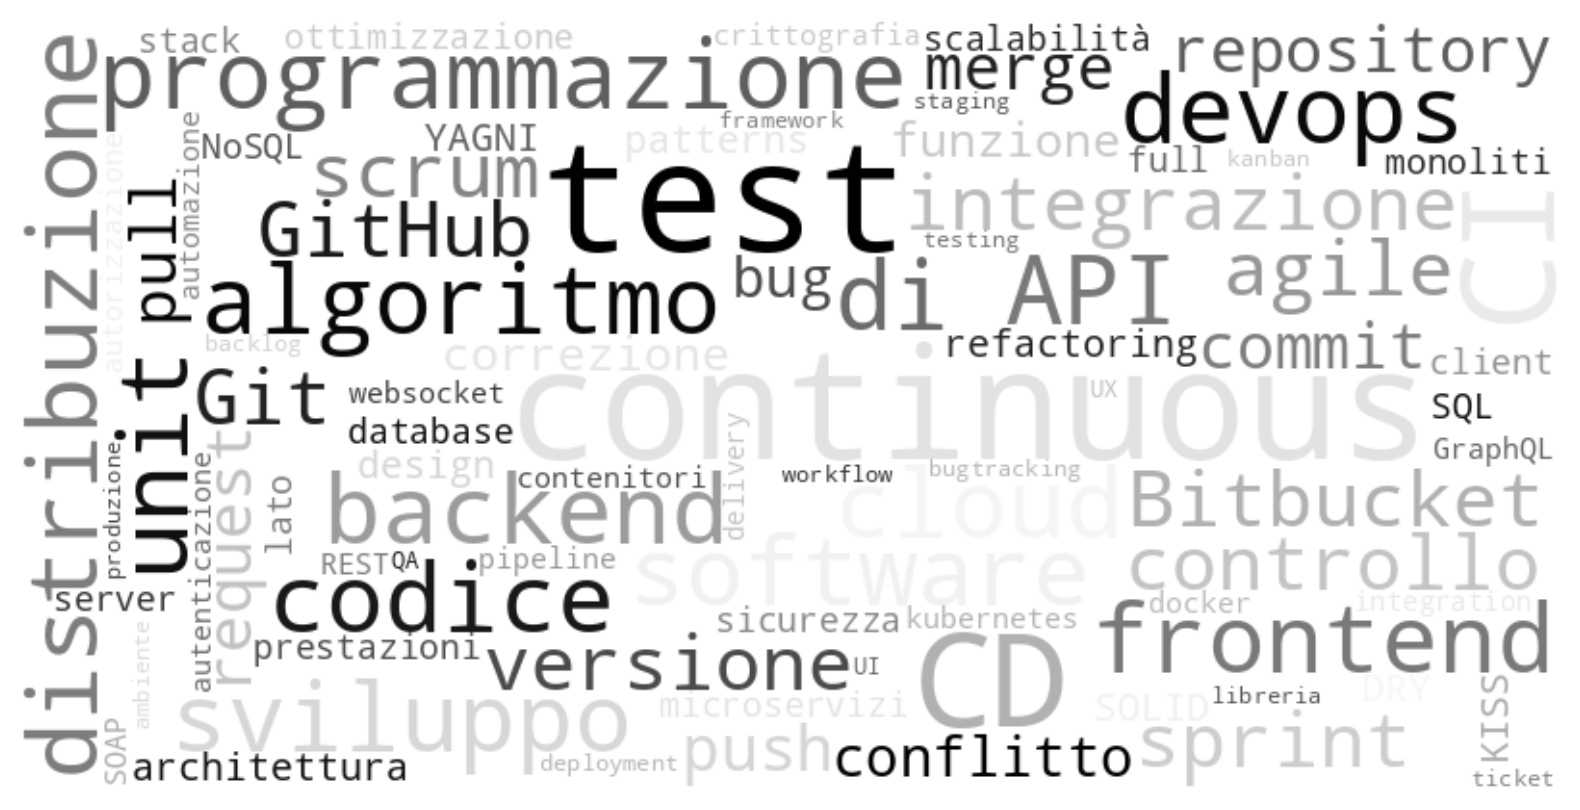 stack
ottimizzazione
crittografia
scalabilità
repository
programmazione
merge
devops
staging
framework
NoSQL
YAGNI
patterns
funzione
full
kanban
monoliti
distribuzione
autorizzazione
pull
automazione
scrum
test
integrazione
CI
GitHub
testing
algoritmo
bug
di
API
agile
backlog
correzione
refactoring
commit
client
unit
Git
websocket
continuous
UX
SQL
database
GraphQL
produzione
autenticazione
request
lato
design
contenitori
delivery
workflow
bugtracking
backend
cloud
Bitbucket
REST
QA
pipeline
software
controllo
server
codice
sicurezza
kubernetes
docker
integration
frontend
prestazioni
versione
UI
CD
ambiente
sviluppo
microservizi
SOLID
libreria
DRY
KISS
SOAP
architettura
deployment
push
conflitto
sprint
ticket